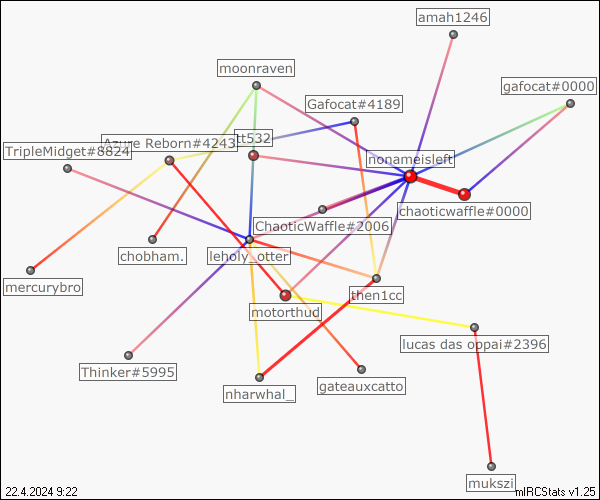 amah1246
moonraven
gafocat#0000
Gafocat#4189
tt532
Azure Reborn#4243
TripleMidget#8824
nonameisleft
chaoticwaffle#0000
ChaoticWaffle#2006
chobham.
leholy_otter
mercurybro
then1cc
motorthud
lucas das oppai#2396
Thinker#5995
gateauxcatto
nharwhal_
mukszi
22.4.2024 9:22
mIRCStats v1.25